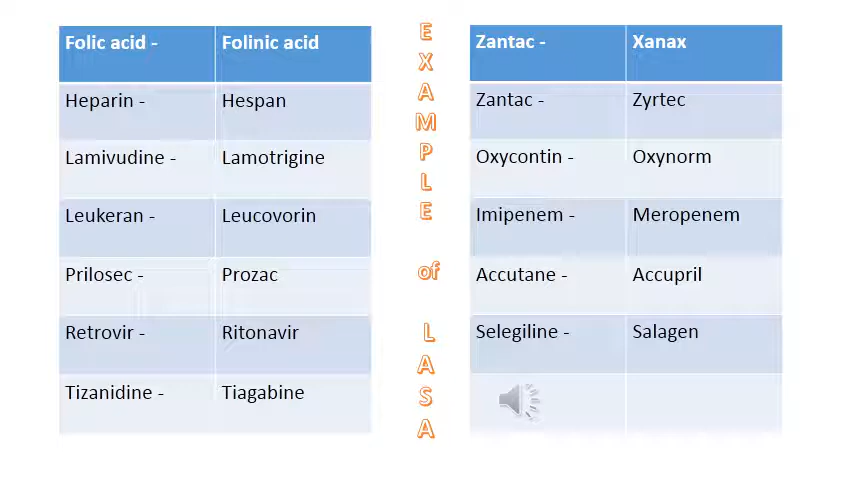 Folic acid - Folinic acid
Heparin - Hespan
Lamivudine - Lamotrigine
Leukeran - Leucovorin
Prilosec - Prozac
Retrovir - Ritonavir
Tizanidine - Tiagabine
EXAMPLE
of
LASA
Zantac - Xanax
Zantac - Zyrtec
Oxycontin - Oxynorm
Imipenem - Meropenem
Accutane - Accupril
Selegiline - Salagen